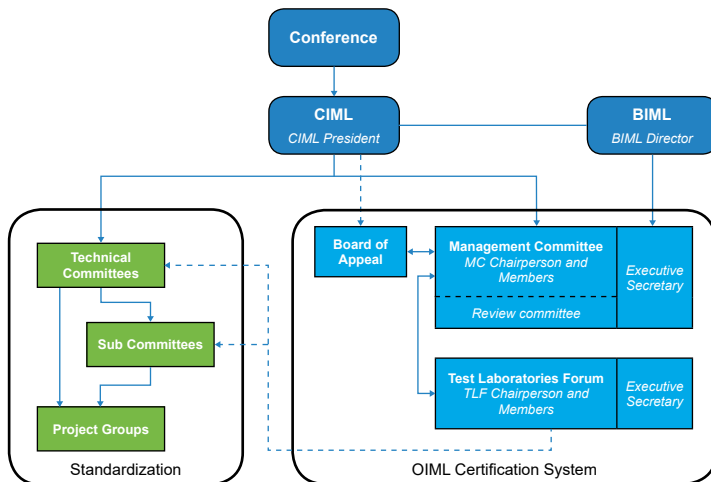 Conference
CIML
CIML President
BIML
BIML Director
Technical
Committees
Sub Committees
Project Groups
Standardization
Board of
Appeal
Management Committee
MC Chairperson and
Members
Review committee
Executive
Secretary
Test Laboratories Forum
TLF Chairperson and
Members
Executive
Secretary
OIML Certification System